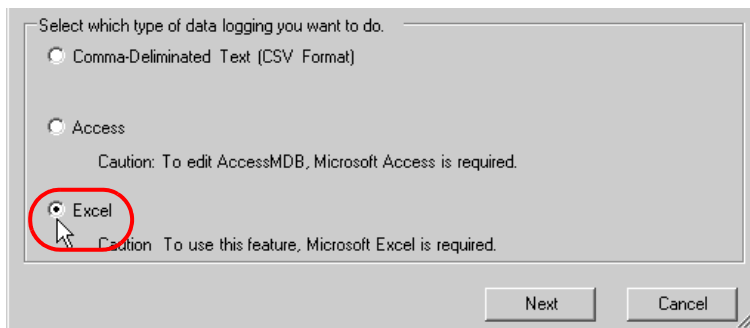 Select which type of data logging you want to do.
Comma-Deliminated Text (CSV Format)
Access
Caution: To edit AccessMDB, Microsoft Access is required.
Excel
Caution To use this feature, Microsoft Excel is required.
Next Cancel